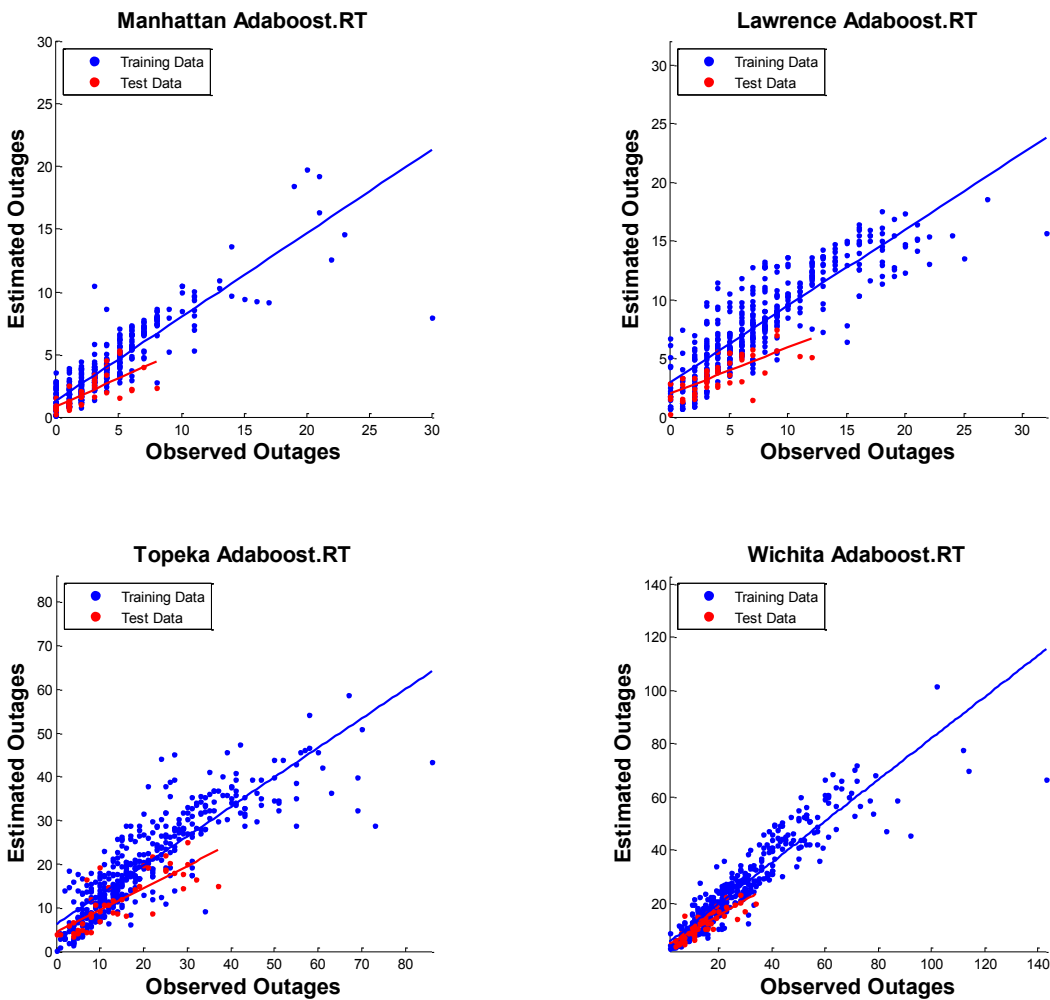 Manhattan Adaboost.RT
30
25
20
15
10
5
0
0 5 10 15 20 25 30
Training Data
Test Data
Estimated Outages
Observed Outages
Lawrence Adaboost.RT
30
25
20
15
10
5
0
0 5 10 15 20 25 30
Training Data
Test Data
Estimated Outages
Observed Outages
Topeka Adaboost.RT
80
70
60
50
40
30
20
10
0
0 10 20 30 40 50 60 70 80
Training Data
Test Data
Estimated Outages
Observed Outages
Wichita Adaboost.RT
140
120
100
80
60
40
20
20 40 60 80 100 120 140
Training Data
Test Data
Estimated Outages
Observed Outages